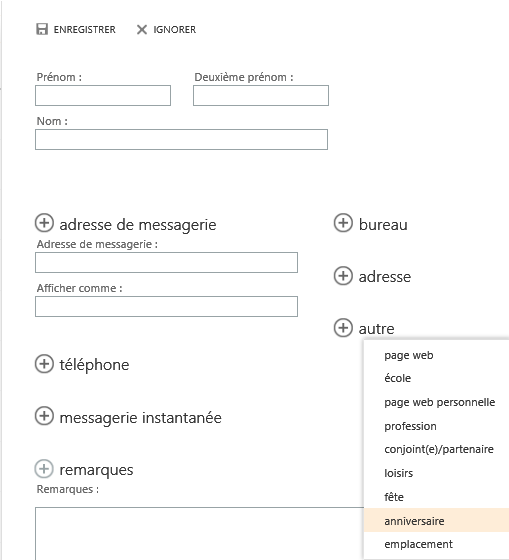 ENREGISTRER IGNORER
Prénom : Deuxième prénom :
Nom :
adresse de messagerie bureau
Adresse de messagerie :
adresse
Afficher comme :
autre
page web
téléphone
école
page web personnelle
messagerie instantanée
profession
conjoint(e)/partenaire
remarques
loisirs
Remarques :
fête
anniversaire
emplacement